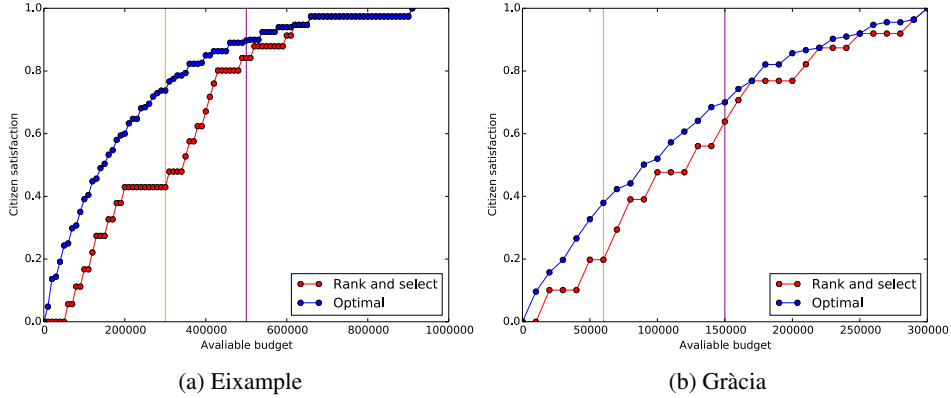 1.0
0.8
0.6
0.4
0.2
0.0
Citizen satisfaction
Rank and select
Optimal
0 200000 400000 600000 800000 1000000
Avaliable budget
(a) Eixample
1.0
0.8
0.6
0.4
0.2
0.0
Citizen satisfaction
Rank and select
Optimal
0 50000 100000 150000 200000 250000 300000
Avaliable budget
(b) Gràcia